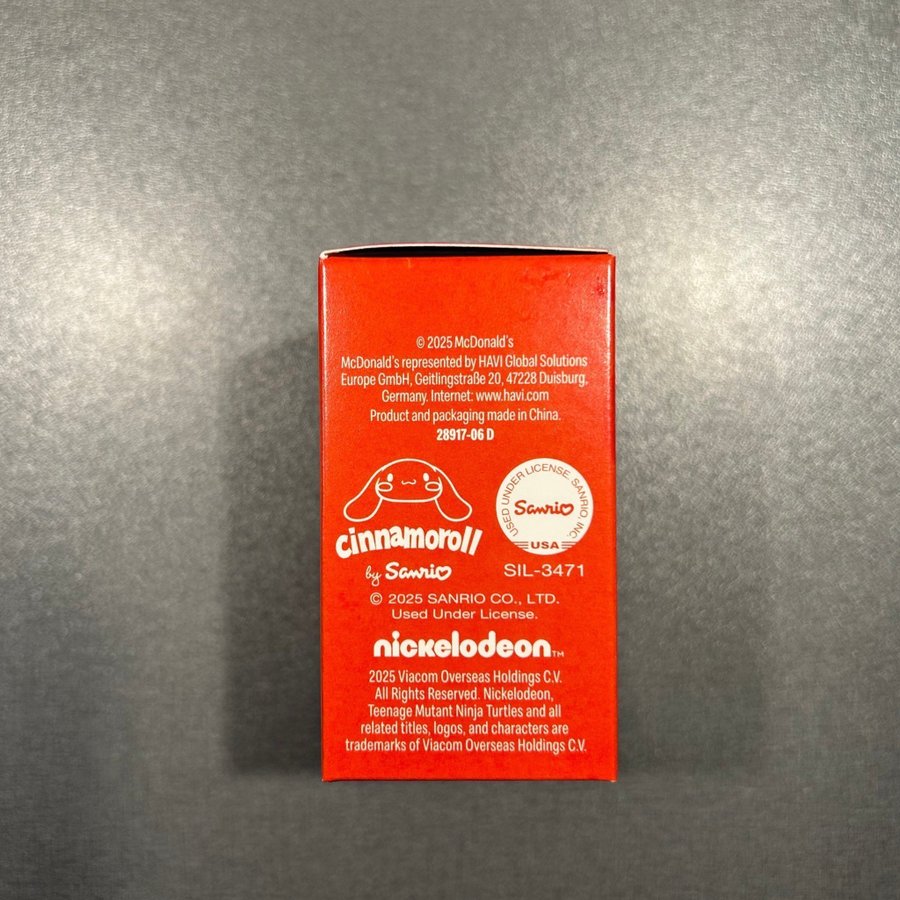 © 2025 McDonald's
McDonald's represented by HAVI Global Solutions
Europe GmbH, Geitlingstraße 20, 47228 Duisburg,
Germany. Internet: www.havi.com
Product and packaging made in China.
28917-06 D
cinnamoroll
by Sanrio
USED UNDER LICENSE. SANRIO, INC.
Sanrio
USA
SIL-3471
© 2025 SANRIO CO., LTD.
Used Under License.
nickelodeon™
2025 Viacom Overseas Holdings C.V.
All Rights Reserved. Nickelodeon,
Teenage Mutant Ninja Turtles and all
related titles, logos, and characters are
trademarks of Viacom Overseas Holdings C.V.